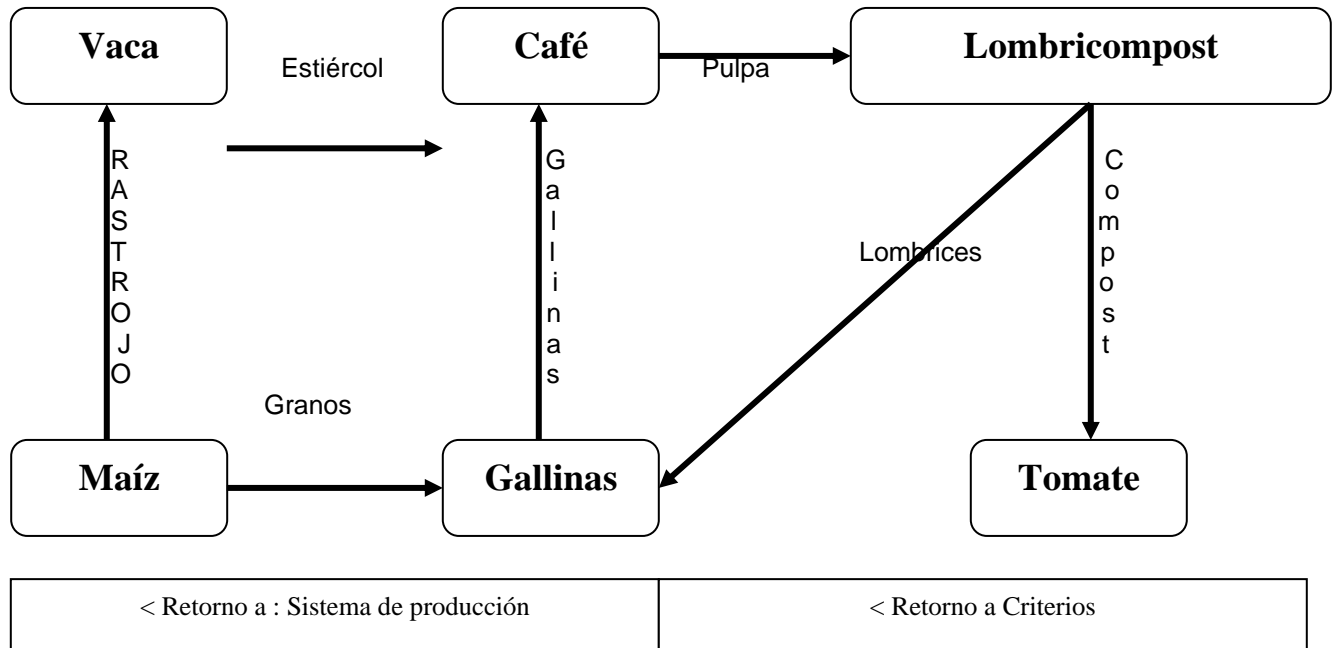 Vaca
Estiércol
Café
Pulpa
Lombricompost
RASTROJO
Gallinas
Lombrices
Compost
Granos
Maíz
Gallinas
Tomate
< Retorno a : Sistema de producción
< Retorno a Criterios